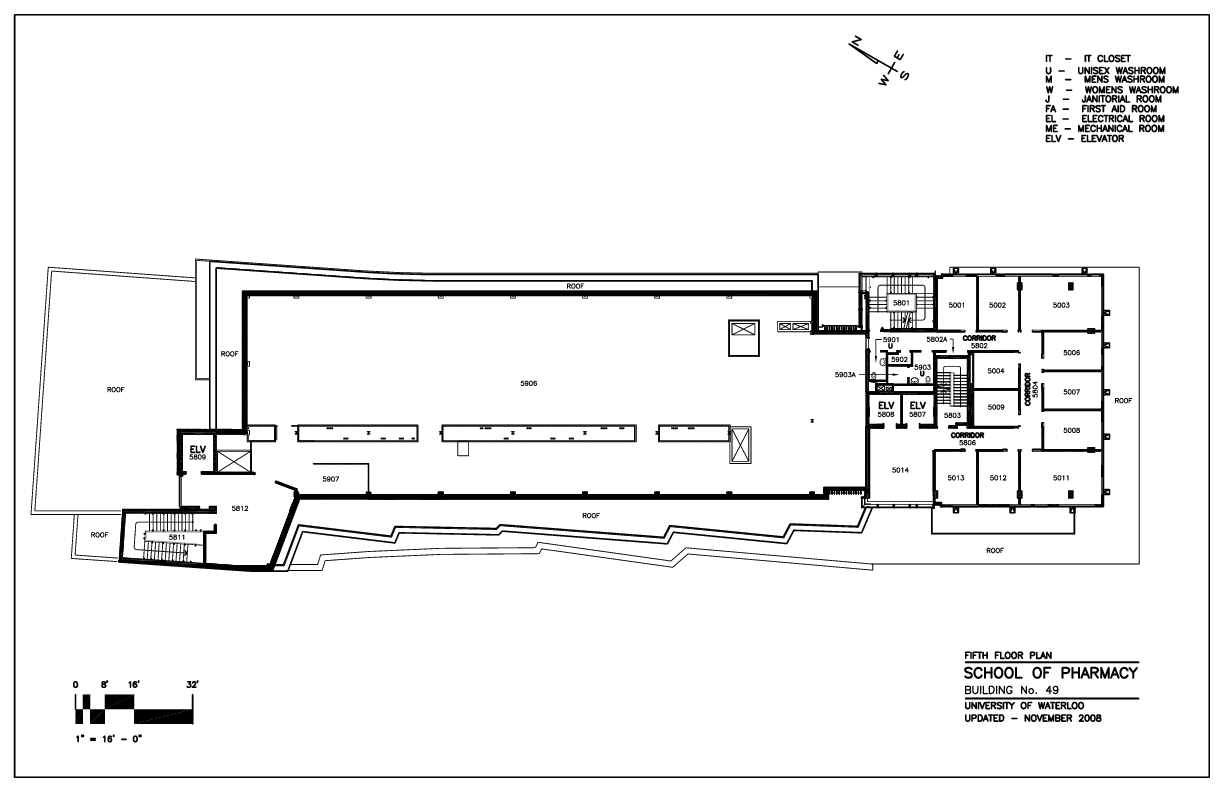 N
E
W
S
IT – IT CLOSET
U – UNISEX WASHROOM
M – MENS WASHROOM
W – WOMENS WASHROOM
J – JANITORIAL ROOM
FA – FIRST AID ROOM
EL – ELECTRICAL ROOM
ME – MECHANICAL ROOM
ELV – ELEVATOR
ROOF
5801
5001
5002
5003
5901
U
5802A
CORRIDOR
5802
ROOF
5902
5903
U
5903A
5006
5004
5906
ROOF
CORRIDOR
5804
5007
ROOF
ELV
5808
ELV
5807
5803
5009
5008
CORRIDOR
5806
ELV
5809
5014
5907
5013
5012
5011
5812
ROOF
ROOF
5811
ROOF
0 8' 16' 32'
1" = 16' – 0"
FIFTH FLOOR PLAN
SCHOOL OF PHARMACY
BUILDING No. 49
UNIVERSITY OF WATERLOO
UPDATED – NOVEMBER 2008